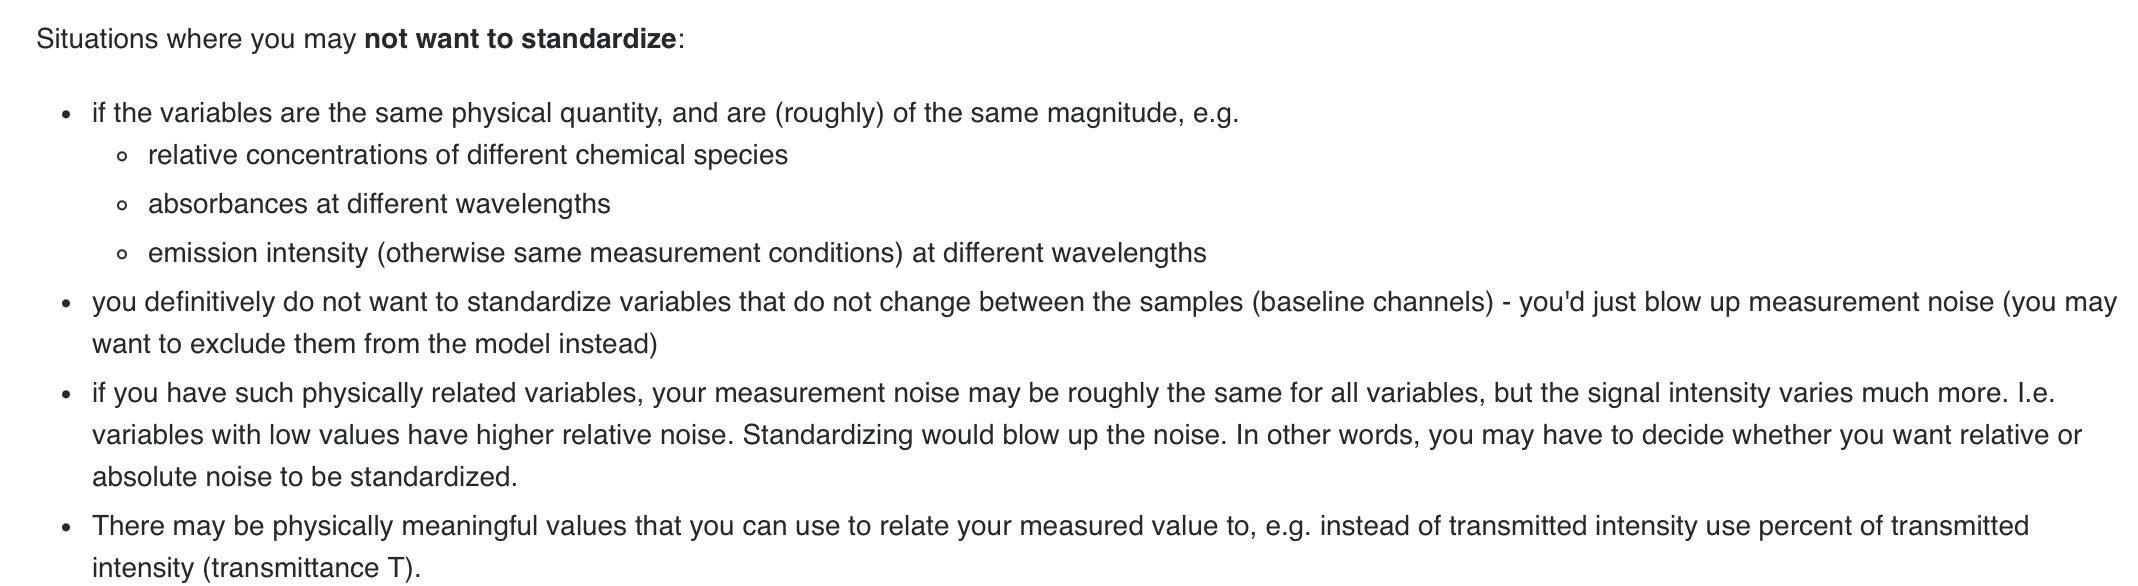 Situations where you may not want to standardize:
• if the variables are the same physical quantity, and are (roughly) of the same magnitude, e.g.
◦ relative concentrations of different chemical species
◦ absorbances at different wavelengths
◦ emission intensity (otherwise same measurement conditions) at different wavelengths
• you definitively do not want to standardize variables that do not change between the samples (baseline channels) - you'd just blow up measurement noise (you may
want to exclude them from the model instead)
• if you have such physically related variables, your measurement noise may be roughly the same for all variables, but the signal intensity varies much more. I.e.
variables with low values have higher relative noise. Standardizing would blow up the noise. In other words, you may have to decide whether you want relative or
absolute noise to be standardized.
• There may be physically meaningful values that you can use to relate your measured value to, e.g. instead of transmitted intensity use percent of transmitted
intensity (transmittance T).